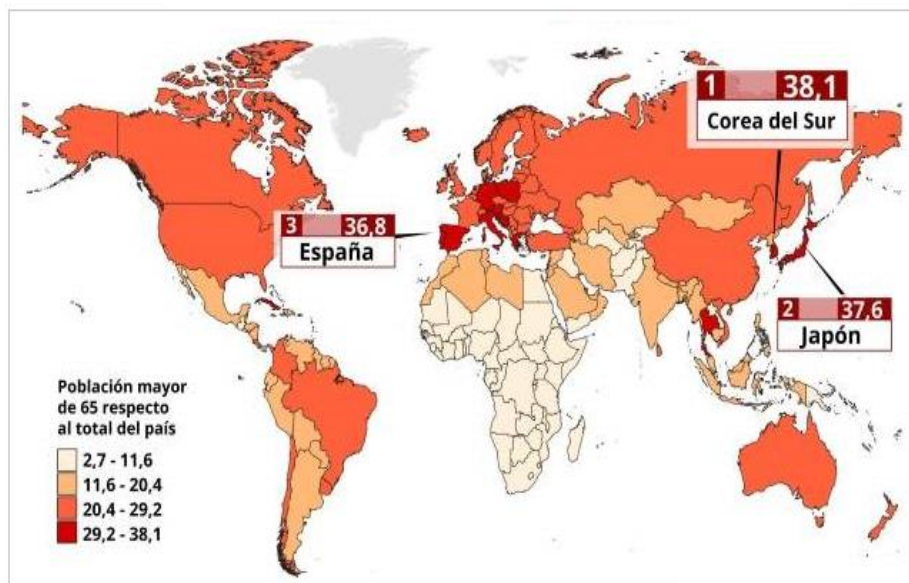 1 38,1
Corea del Sur
3 36,8
España
2 37,6
Japón
Población mayor
de 65 respecto
al total del país
2,7 - 11,6
11,6 - 20,4
20,4 - 29,2
29,2 - 38,1